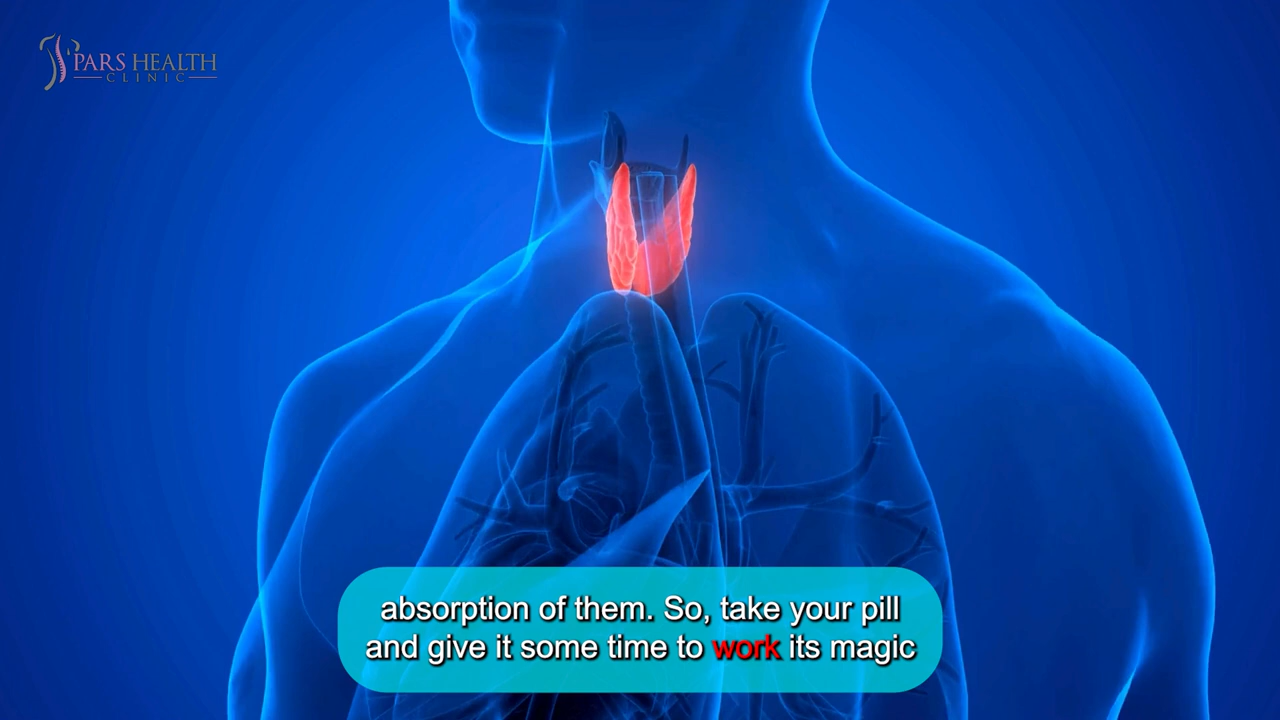 PARS HEALTH
CLINIC
absorption of them. So, take your pill
and give it some time to work its magic